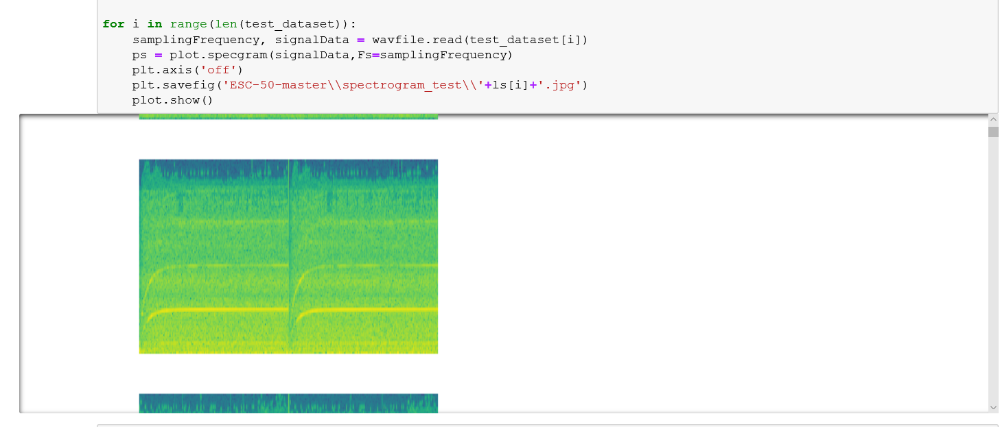 for i in range(len(test_dataset)):
    samplingFrequency, signalData = wavfile.read(test_dataset[i])
    ps = plot.specgram(signalData,Fs=samplingFrequency)
    plt.axis('off')
    plt.savefig('ESC-50-master\\spectrogram_test\\'+ls[i]+'.jpg')
    plot.show()